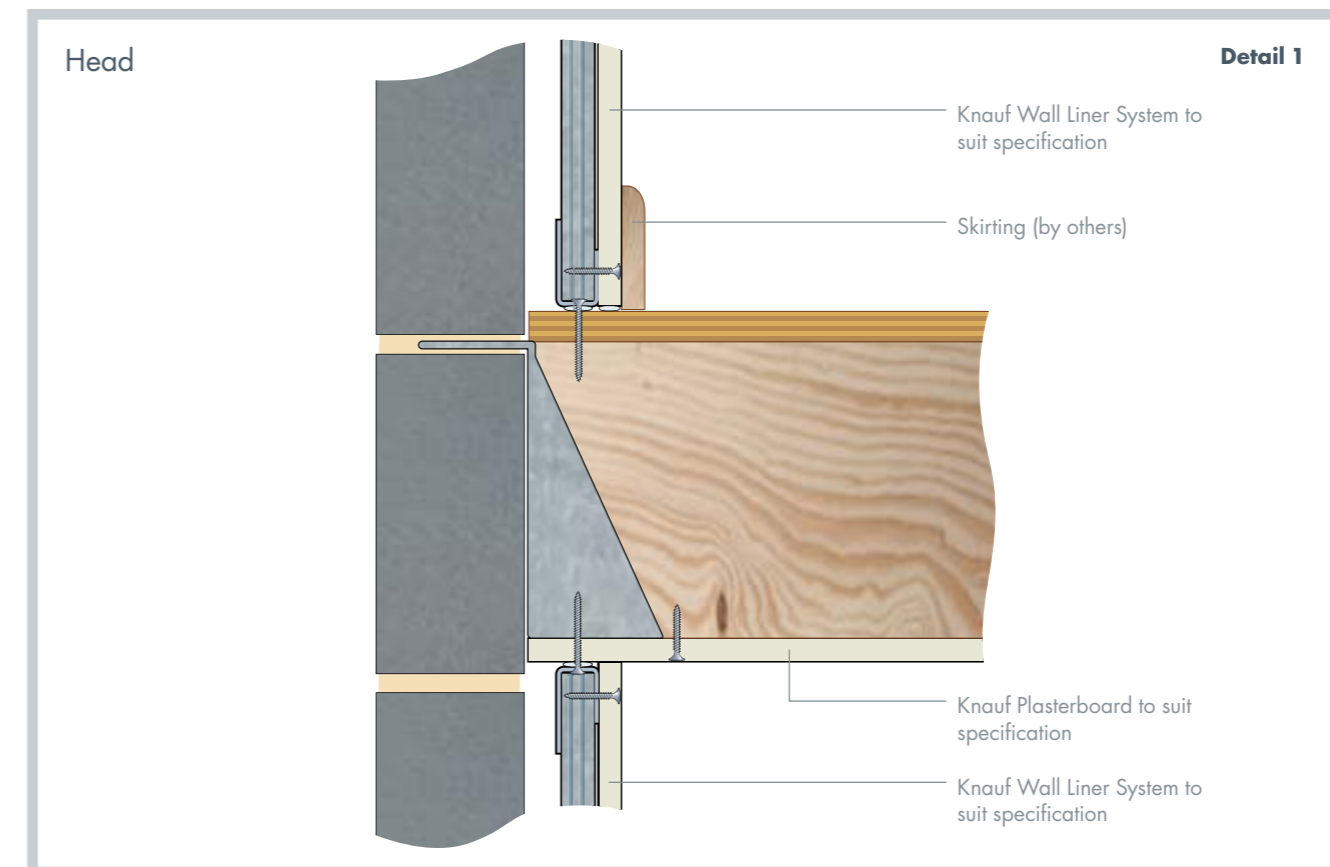 Head
Detail 1
Knauf Wall Liner System to
suit specification
Skirting (by others)
Knauf Plasterboard to suit
specification
Knauf Wall Liner System to
suit specification